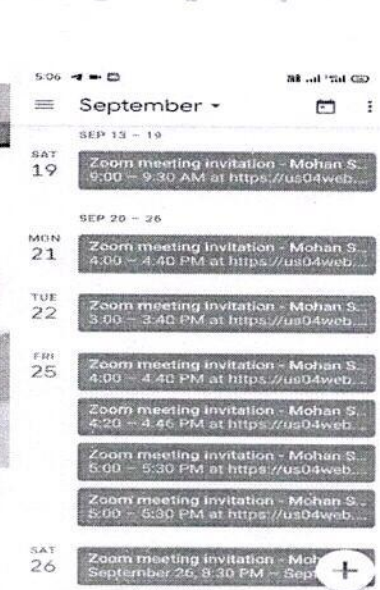 5:06
September
SEP 13 – 19
SAT
19
Zoom meeting invitation - Mohan S...
9:00 – 9:30 AM at https://us04web....
SEP 20 – 26
MON
21
Zoom meeting invitation - Mohan S...
4:00 – 4:40 PM at https://us04web....
TUE
22
Zoom meeting invitation - Mohan S...
3:00 – 3:40 PM at https://us04web....
FRI
25
Zoom meeting invitation - Mohan S...
4:00 – 4:40 PM at https://us04web....
Zoom meeting invitation - Mohan S...
4:20 – 4:46 PM at https://us04web....
Zoom meeting invitation - Mohan S...
5:00 – 5:30 PM at https://us04web....
Zoom meeting invitation - Mohan S...
5:00 – 5:30 PM at https://us04web....
SAT
26
Zoom meeting invitation - Moh
September 26, 8:30 PM – Sept